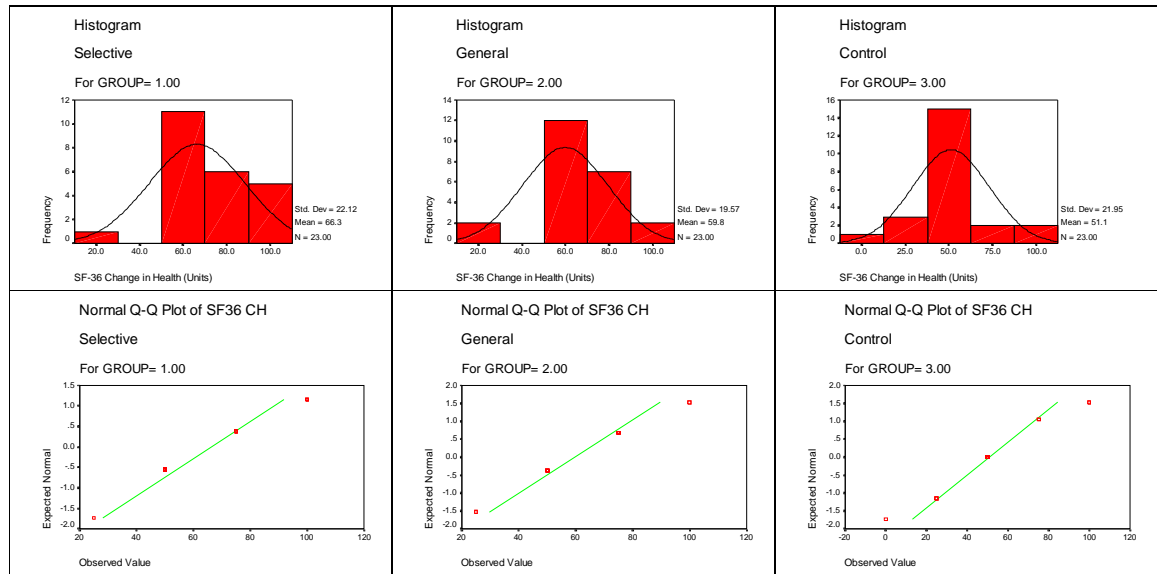 Histogram
Selective
For GROUP= 1.00
12
10
8
6
4
2
0
Frequency
20.0 40.0 60.0 80.0 100.0
Std. Dev = 22.12
Mean = 66.3
N = 23.00
SF-36 Change in Health (Units)
Histogram
General
For GROUP= 2.00
14
12
10
8
6
4
2
0
Frequency
20.0 40.0 60.0 80.0 100.0
Std. Dev = 19.57
Mean = 59.8
N = 23.00
SF-36 Change in Health (Units)
Histogram
Control
For GROUP= 3.00
16
14
12
10
8
6
4
2
0
Frequency
0.0 25.0 50.0 75.0 100.0
Std. Dev = 21.95
Mean = 51.1
N = 23.00
SF-36 Change in Health (Units)
Normal Q-Q Plot of SF36 CH
Selective
For GROUP= 1.00
1.5
1.0
.5
0.0
-.5
-1.0
-1.5
-2.0
Expected Normal
20 40 60 80 100 120
Observed Value
Normal Q-Q Plot of SF36 CH
General
For GROUP= 2.00
2.0
1.5
1.0
.5
0.0
-.5
-1.0
-1.5
-2.0
Expected Normal
20 40 60 80 100 120
Observed Value
Normal Q-Q Plot of SF36 CH
Control
For GROUP= 3.00
2.0
1.5
1.0
.5
0.0
-.5
-1.0
-1.5
-2.0
Expected Normal
-20 0 20 40 60 80 100 120
Observed Value